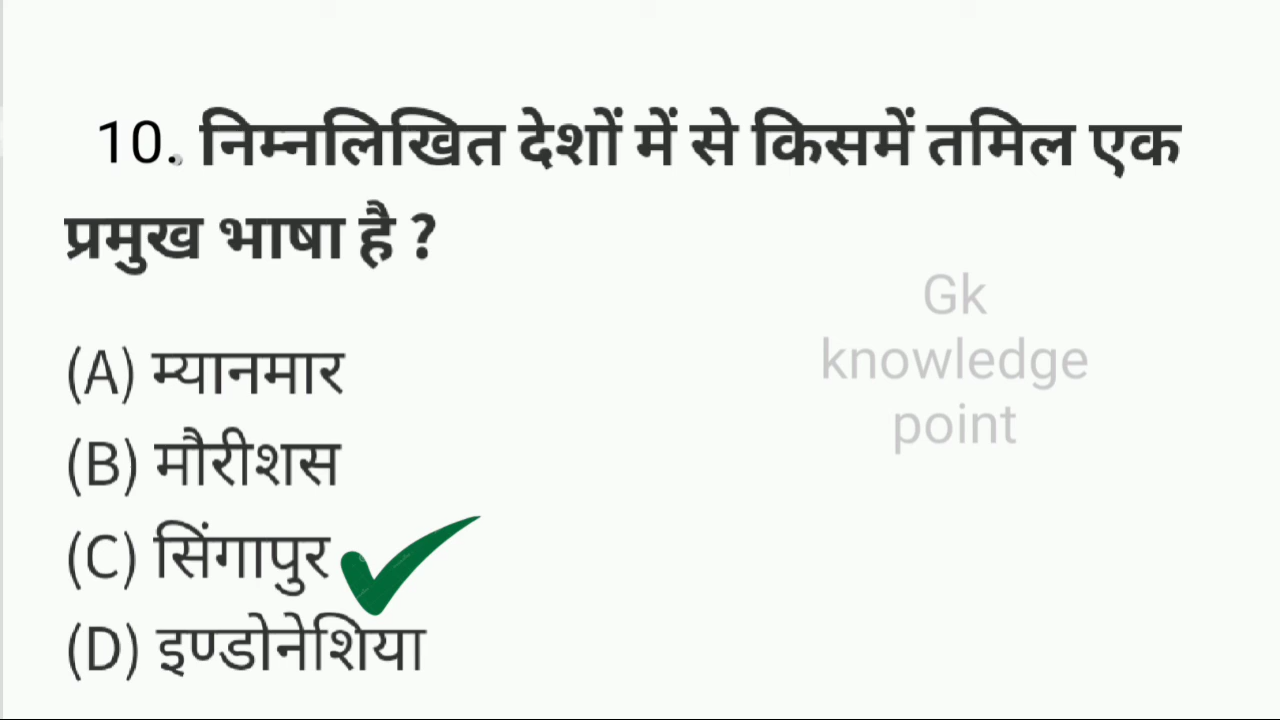 10. निम्नलिखित देशों में से किसमें तमिल एक
प्रमुख भाषा है ?
Gk
knowledge
point
(A) म्यानमार
(B) मौरीशस
(C) सिंगापुर
(D) इण्डोनेशिया